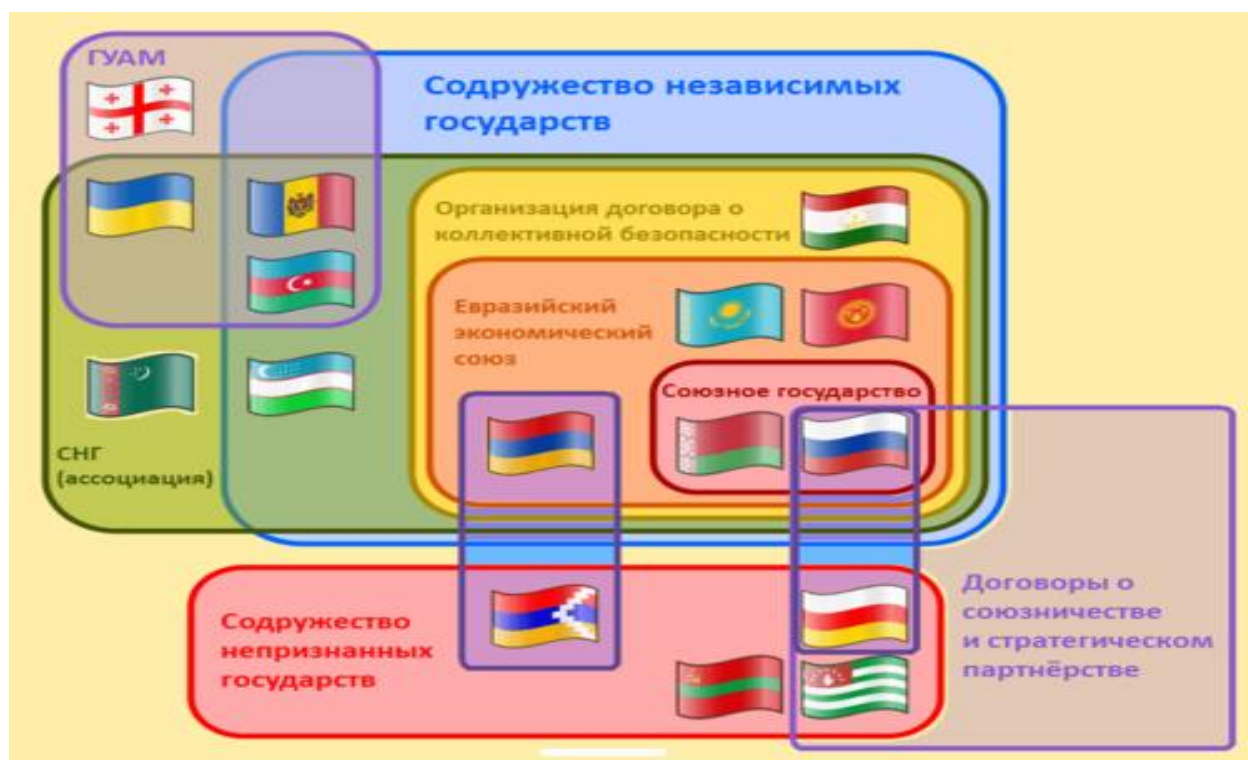 ГУАМ
Содружество независимых
государств
Организация договора о
коллективной безопасности
Евразийский
экономический
союз
Союзное государство
СНГ
(ассоциация)
Содружество
непризнанных
государств
Договоры о
союзничестве
и стратегическом
партнёрстве